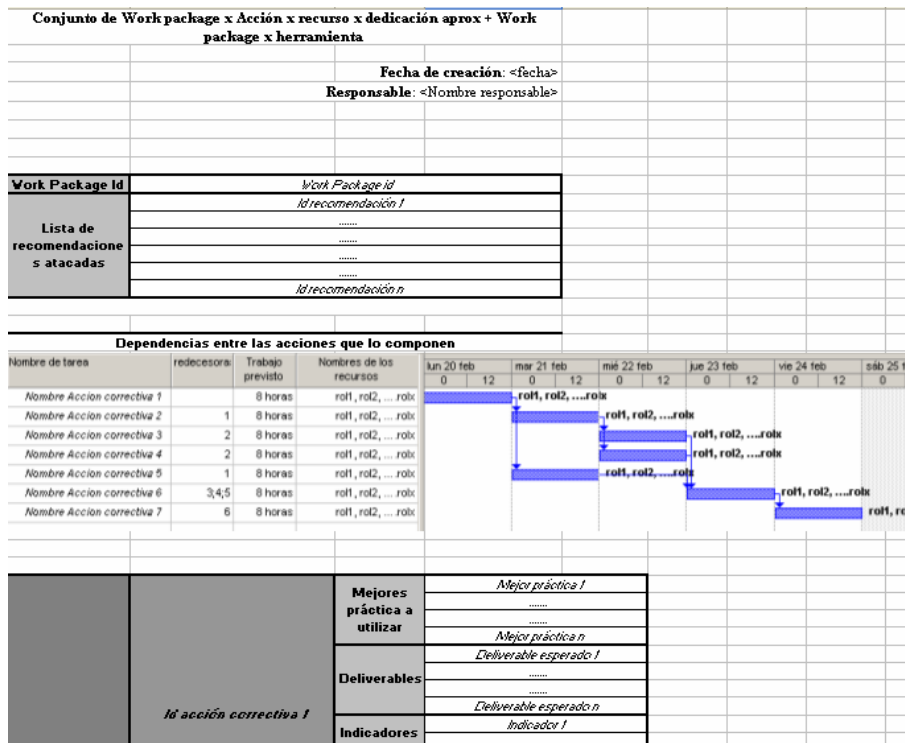 Conjunto de Work package x Acción x recurso x dedicación aprox + Work
package x herramienta
Fecha de creación: <fecha>
Responsable: <Nombre responsable>
Work Package Id Work Package id
Lista de
recomendacione
s atacadas
Id recomendación 1
.......
.......
.......
.......
Id recomendación n
Dependencias entre las acciones que lo componen
Nombre de tarea redecesora: Trabajo previsto Nombres de los recursos lun 20 feb mar 21 feb mié 22 feb jue 23 feb vie 24 feb sáb 25 f
0 12 0 12 0 12 0 12 0 12 0
Nombre Accion correctiva 1 8 horas rol1, rol2, ....rolx rol1, rol2, ....rolx
Nombre Accion correctiva 2 1 8 horas rol1, rol2, ....rolx rol1, rol2, ....rolx
Nombre Accion correctiva 3 2 8 horas rol1, rol2, ....rolx rol1, rol2, ....rolx
Nombre Accion correctiva 4 2 8 horas rol1, rol2, ....rolx rol1, rol2, ....rolx
Nombre Accion correctiva 5 1 8 horas rol1, rol2, ....rolx rol1, rol2, ....rolx
Nombre Accion correctiva 6 3;4;5 8 horas rol1, rol2, ....rolx rol1, rol2, ....rolx
Nombre Accion correctiva 7 6 8 horas rol1, rol2, ....rolx rol1, ro
Id acción correctiva 1
Mejores
práctica a
utilizar
Mejor práctica 1
.......
.......
Mejor práctica n
Deliverables
Deliverable esperado 1
.......
.......
Deliverable esperado n
Indicadores
Indicador 1